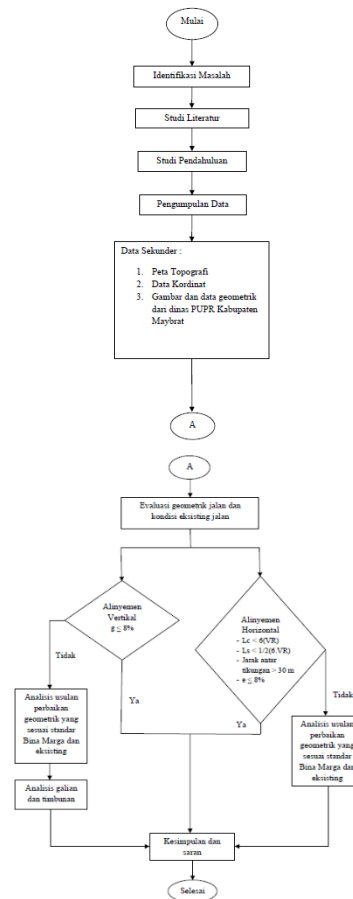 Mulai
Identifikasi Masalah
Studi Literatur
Studi Pendahuluan
Pengumpulan Data
Data Sekunder :
1. Peta Topografi
2. Data Kordinat
3. Gambar dan data geometrik
dari dinas PUPR Kabupaten
Maybrat
A
A
Evaluasi geometrik jalan dan
kondisi eksisting jalan
Alinyemen
Vertikal
g ≤ 8%
Tidak
Ya
Analisis usulan
perbaikan
geometrik yang
sesuai standar
Bina Marga dan
eksisting
Analisis galian
dan timbunan
Alinyemen
Horizontal
- Lc < 6(VR)
- Ls < 1/2(6.VR)
- Jarak antar
tikungan > 30 m
- e ≤ 8%
Ya
Tidak
Analisis usulan
perbaikan
geometrik yang
sesuai standar
Bina Marga dan
eksisting
Kesimpulan dan
saran
Selesai